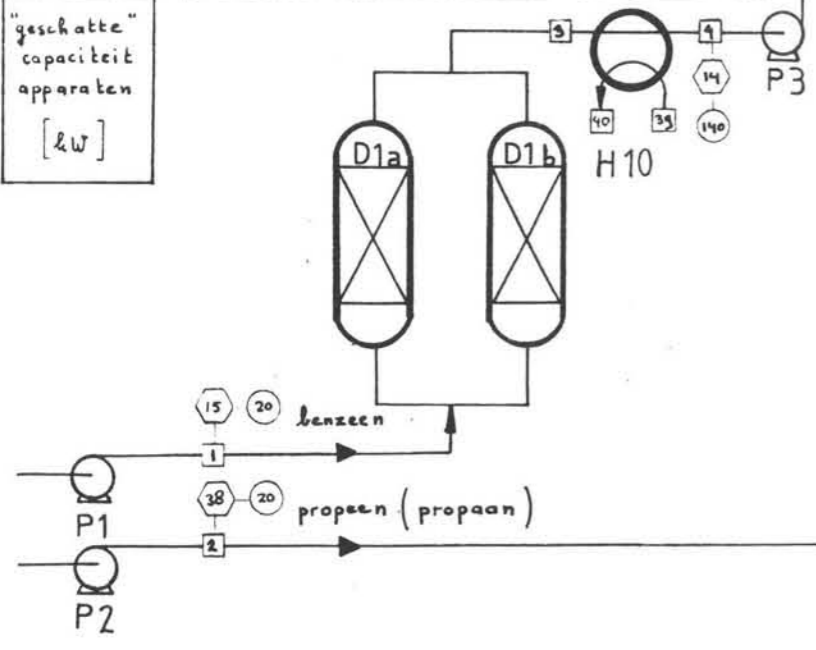 "geschatte"
capaciteit
apparaten
[kW]
3
4
P3
14
140
40
39
H10
D1a
D1b
15
20
benzeen
1
P1
38
20
propeen (propaan)
2
P2